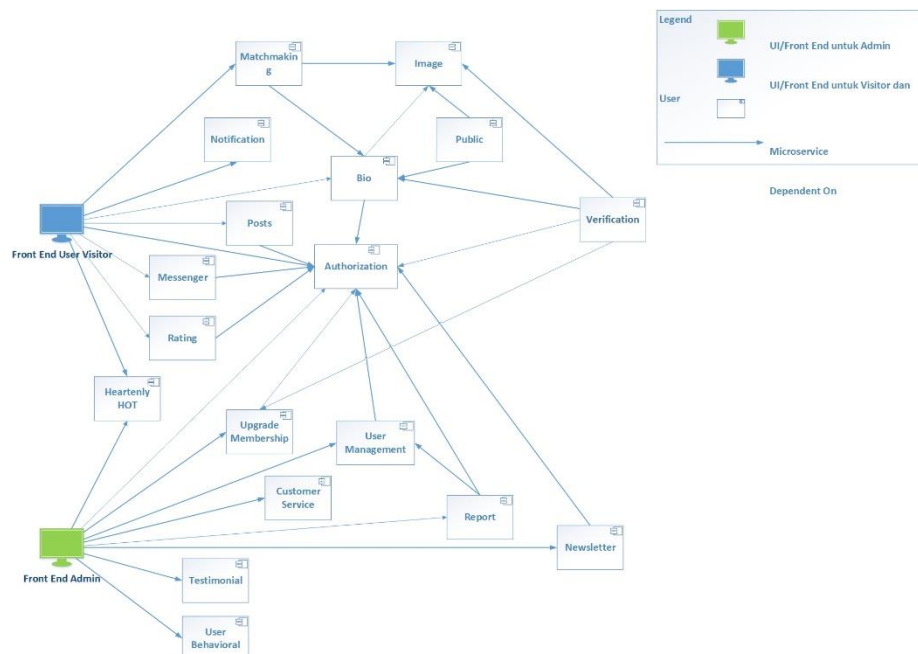 Legend
UI/Front End untuk Admin
UI/Front End untuk Visitor dan
User
Microservice
Dependent On
Matchmakin
g
Image
Notification
Public
Bio
Posts
Verification
Front End User Visitor
Authorization
Messenger
Rating
Heartenly
HOT
Upgrade
Membership
User
Management
Customer
Service
Report
Newsletter
Front End Admin
Testimonial
User
Behavioral